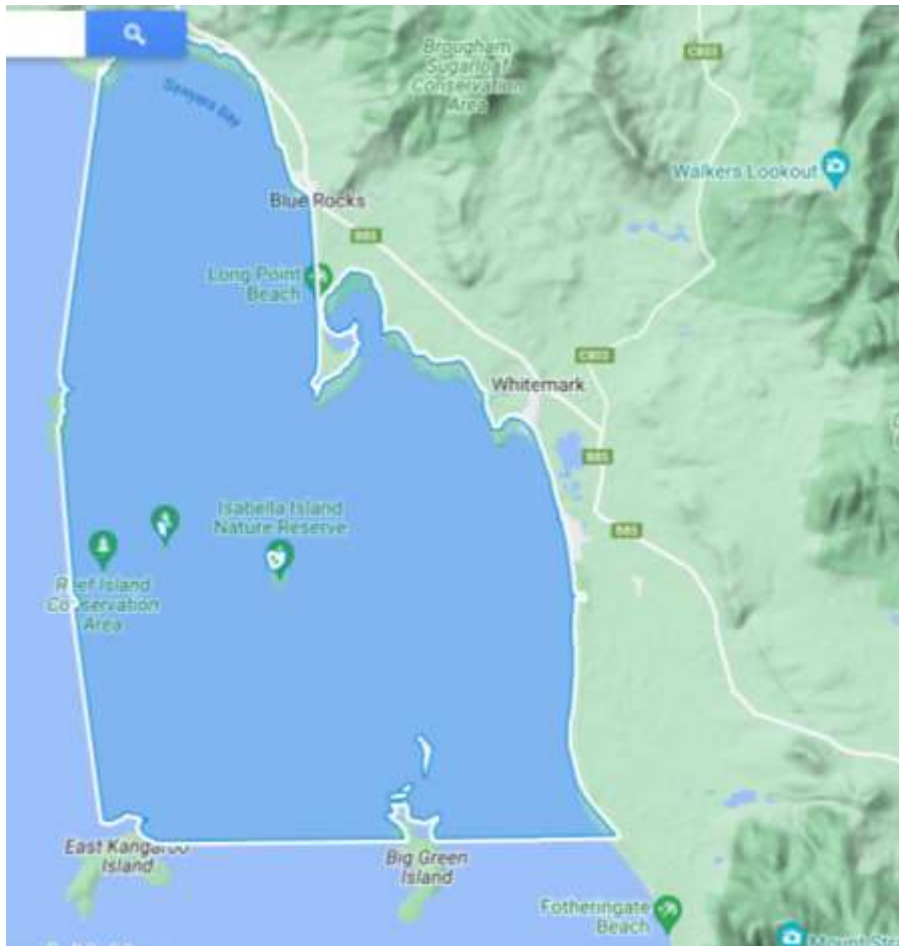 Brougham
Sugarloaf
Conservation
Area
C803
Sawyers Bay
Walkers Lookout
Blue Rocks
B85
Long Point
Beach
C803
Whitemark
B85
Isabella Island
Nature Reserve
B85
Reef Island
Conservation
Area
East Kangaroo
Island
Big Green
Island
Fotheringate
Beach